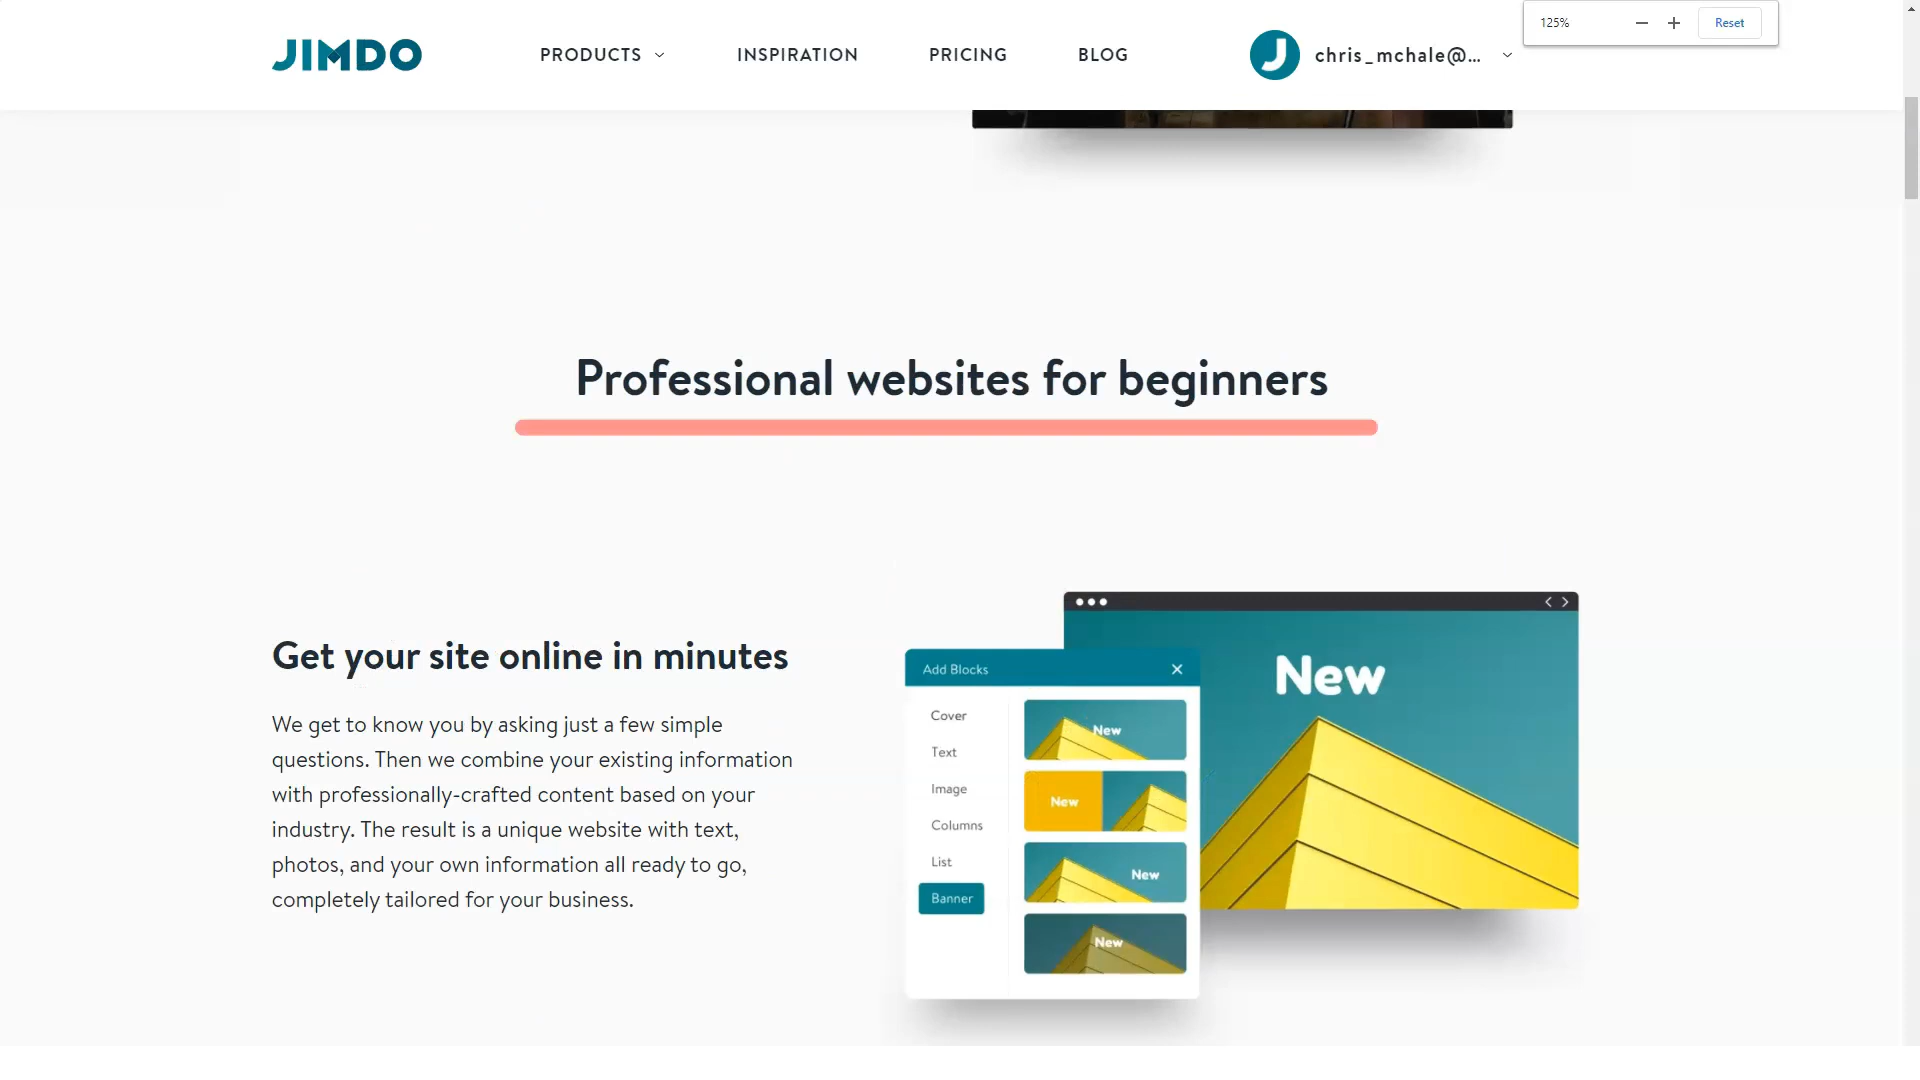 125%
Reset
JIMDO
PRODUCTS
INSPIRATION
PRICING
BLOG
chris_mchale@...
Professional websites for beginners
Get your site online in minutes
We get to know you by asking just a few simple
questions. Then we combine your existing information
with professionally-crafted content based on your
industry. The result is a unique website with text,
photos, and your own information all ready to go,
completely tailored for your business.
Add Blocks
Cover
Text
Image
Columns
List
Banner
New
New
New
New
New